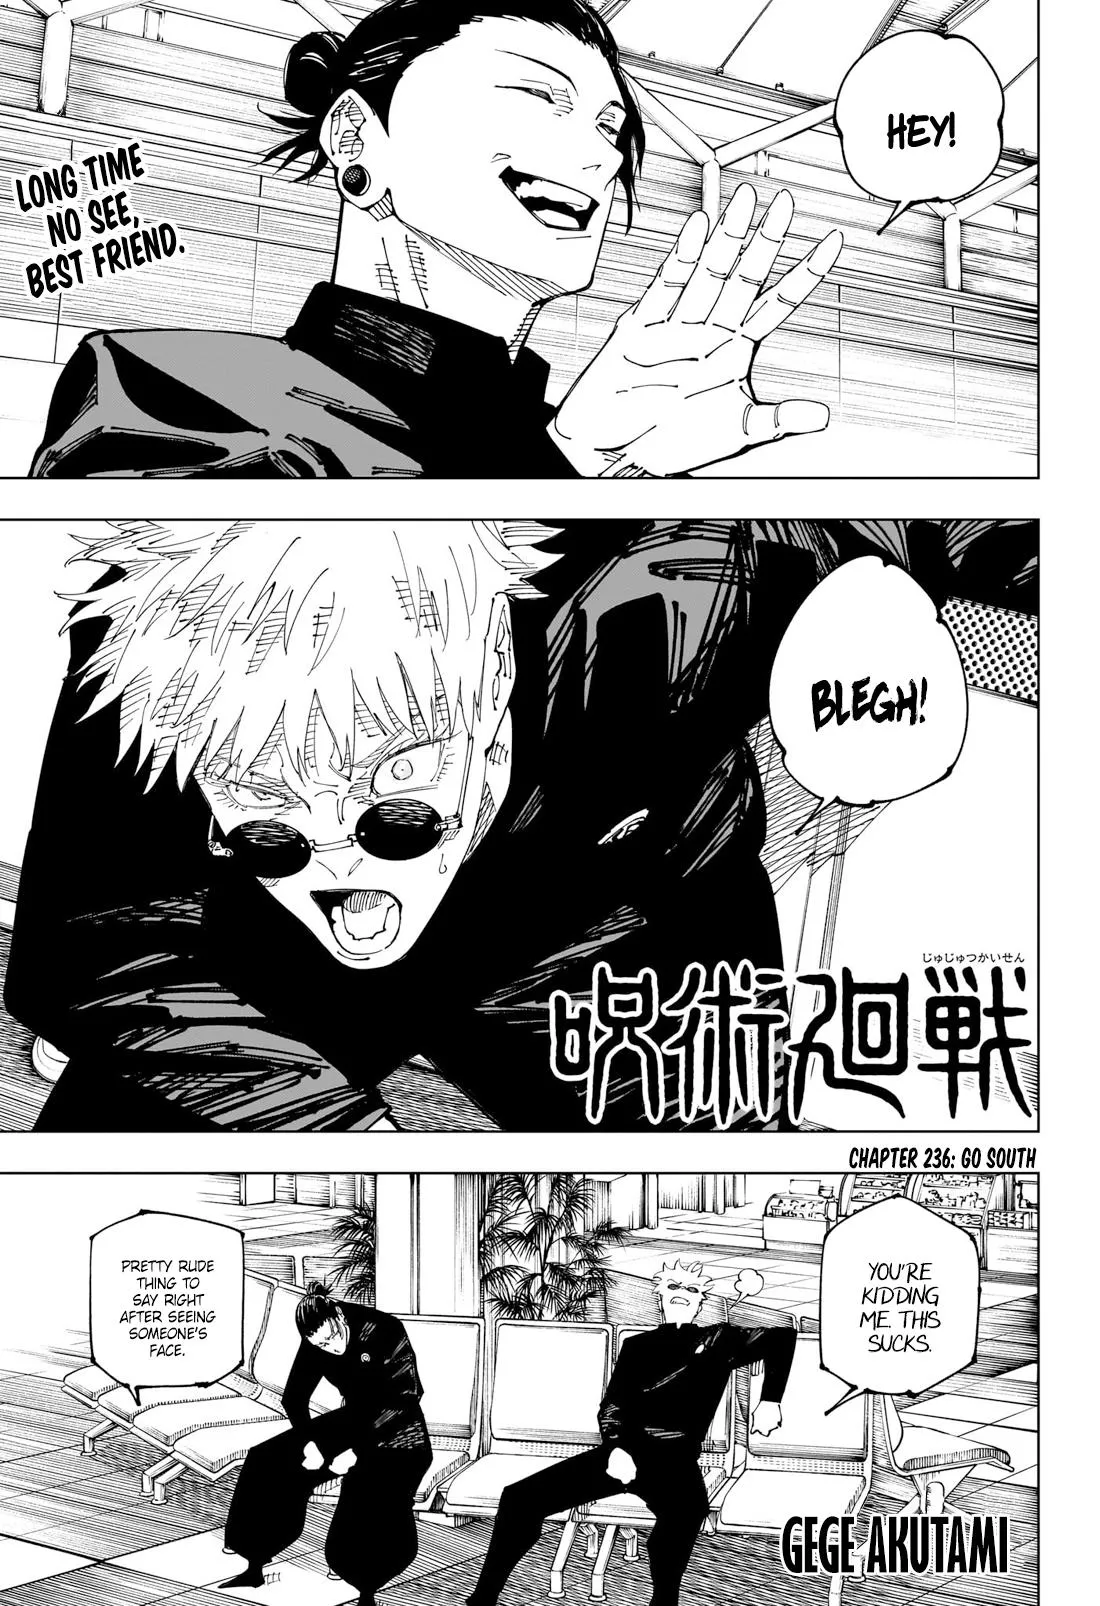 HEY!
LONG TIME
NO SEE,
BEST FRIEND.
BLEGH!
じゅじゅつかいせん
呪術廻戦
CHAPTER 236: GO SOUTH
YOU'RE
KIDDING
ME. THIS
SUCKS.
PRETTY RUDE
THING TO
SAY RIGHT
AFTER SEEING
SOMEONE'S
FACE.
GEGE AKUTAMI